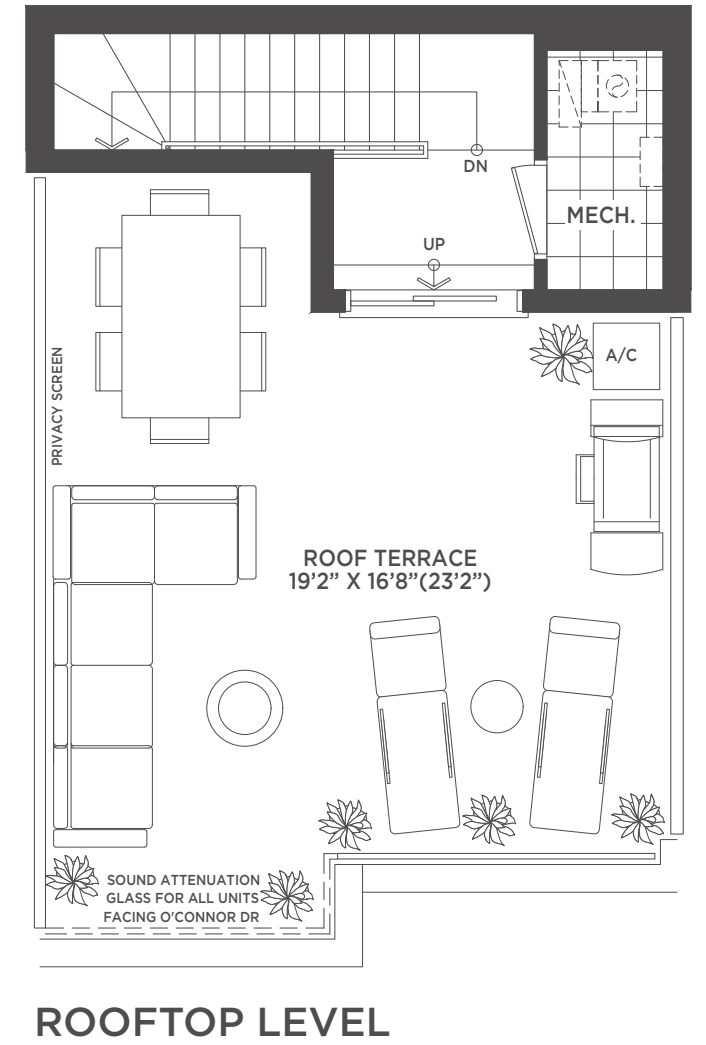 DN
MECH.
UP
A/C
PRIVACY SCREEN
ROOF TERRACE
19’2” X 16’8”(23’2”)
SOUND ATTENUATION
GLASS FOR ALL UNITS
FACING O'CONNOR DR
ROOFTOP LEVEL